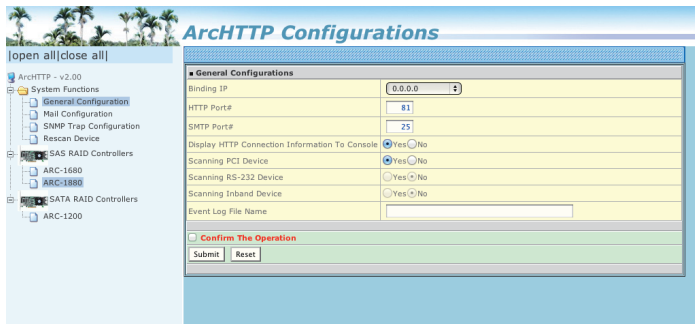 ArcHTTP Configurations
|open all|close all|
ArcHTTP - v2.00
System Functions
General Configuration
Mail Configuration
SNMP Trap Configuration
Rescan Device
SAS RAID Controllers
ARC-1680
ARC-1880
SATA RAID Controllers
ARC-1200
General Configurations
Binding IP 0.0.0.0
HTTP Port# 81
SMTP Port# 25
Display HTTP Connection Information To Console Yes No
Scanning PCI Device Yes No
Scanning RS-232 Device Yes No
Scanning Inband Device Yes No
Event Log File Name
Confirm The Operation
Submit Reset